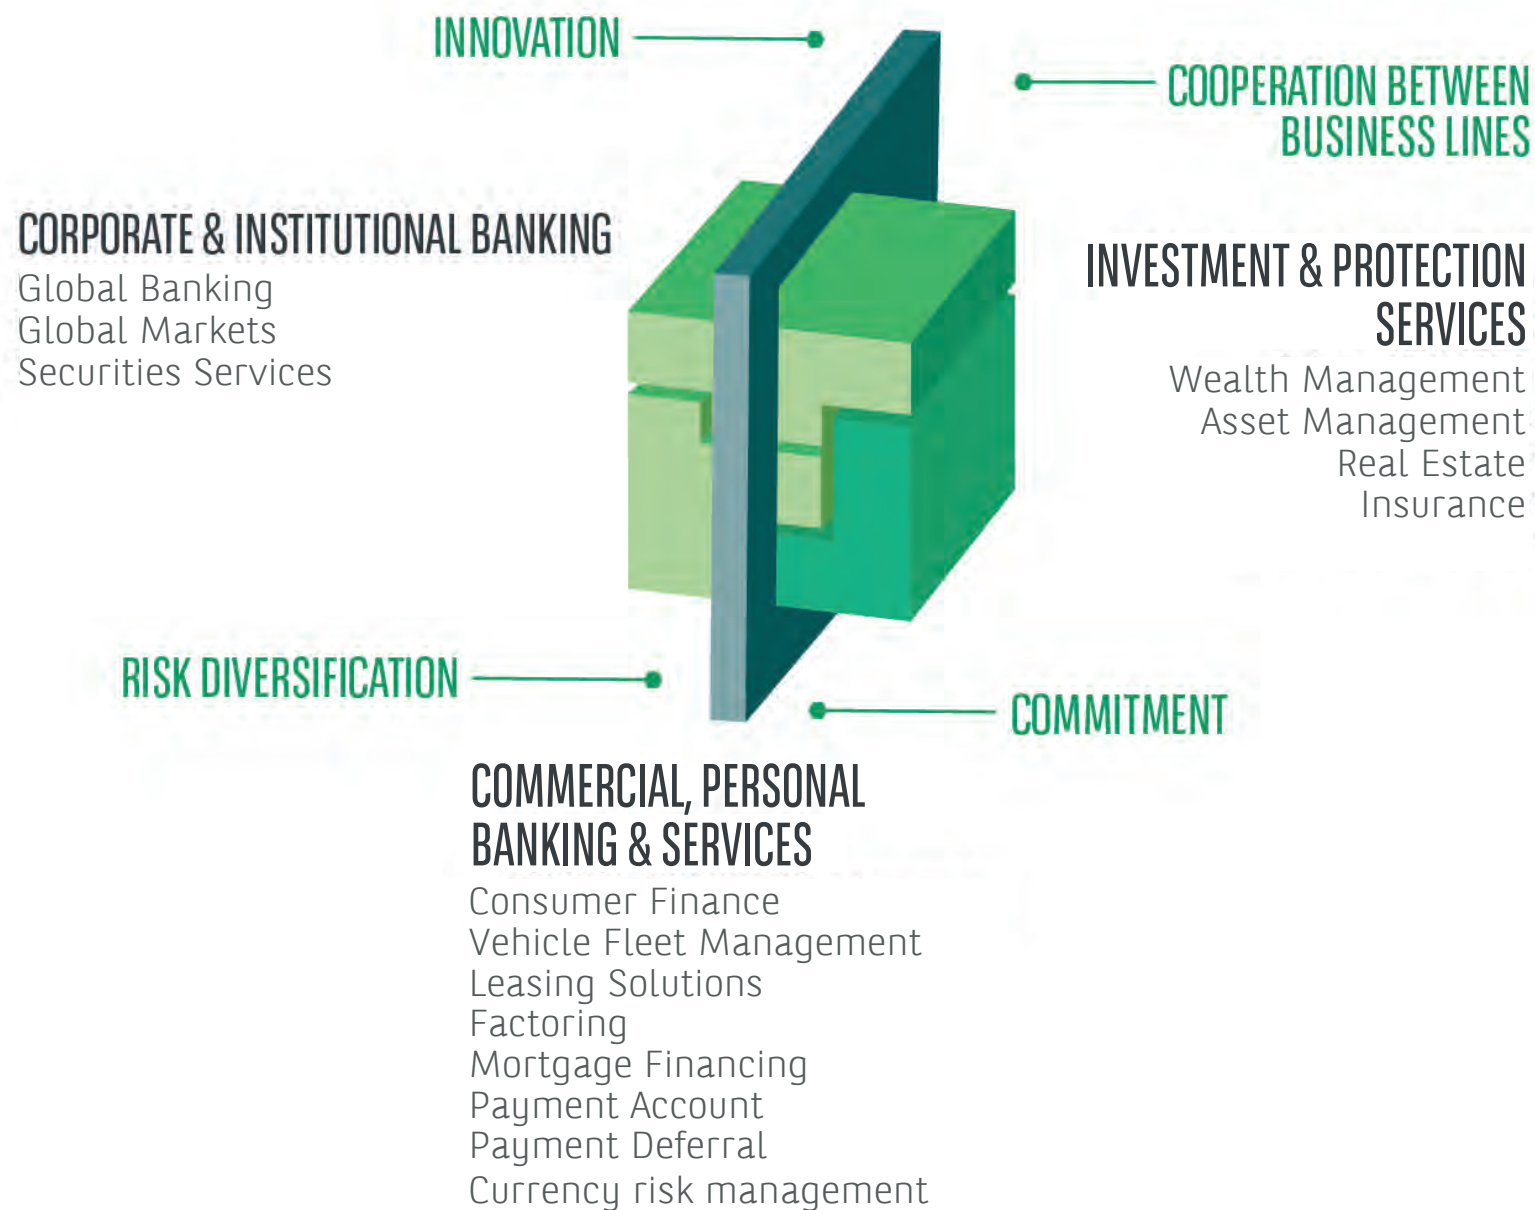 INNOVATION
COOPERATION BETWEEN
BUSINESS LINES
CORPORATE & INSTITUTIONAL BANKING
Global Banking
Global Markets
Securities Services
INVESTMENT & PROTECTION
SERVICES
Wealth Management
Asset Management
Real Estate
Insurance
RISK DIVERSIFICATION
COMMITMENT
COMMERCIAL, PERSONAL
BANKING & SERVICES
Consumer Finance
Vehicle Fleet Management
Leasing Solutions
Factoring
Mortgage Financing
Payment Account
Payment Deferral
Currency risk management